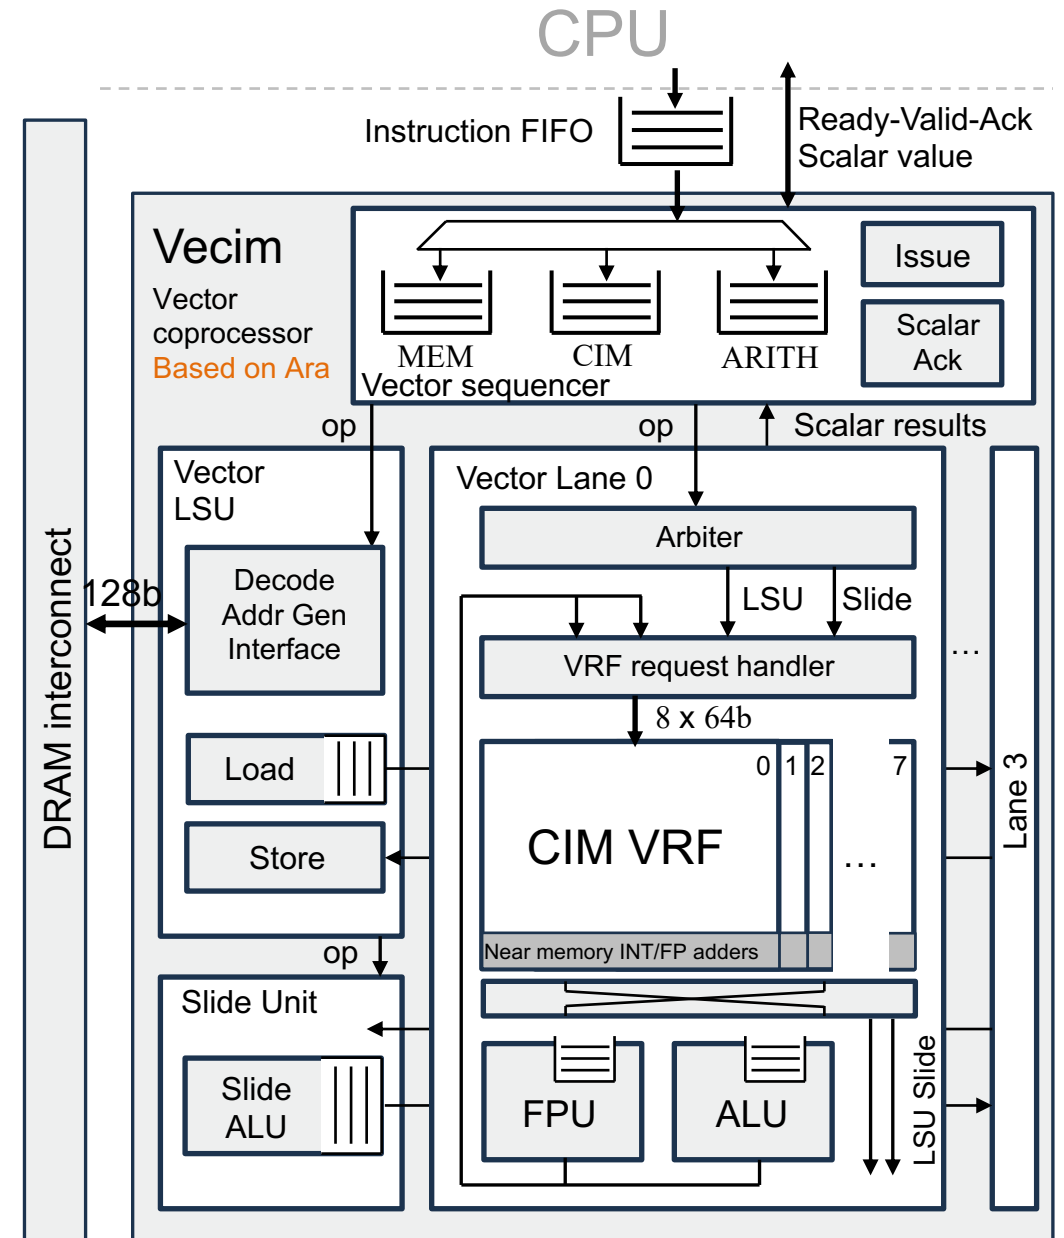 CPU
Instruction FIFO
Ready-Valid-Ack
Scalar value
Vecim
Vector
coprocessor
Based on Ara
MEM
CIM
ARITH
Vector sequencer
Issue
Scalar
Ack
op
op
Scalar results
Vector
LSU
Decode
Addr Gen
Interface
128b
DRAM interconnect
Load
Store
op
Slide Unit
Slide
ALU
Vector Lane 0
Arbiter
LSU
Slide
VRF request handler
8 x 64b
0
1
2
7
CIM VRF
...
Near memory INT/FP adders
FPU
ALU
LSU Slide
...
Lane 3